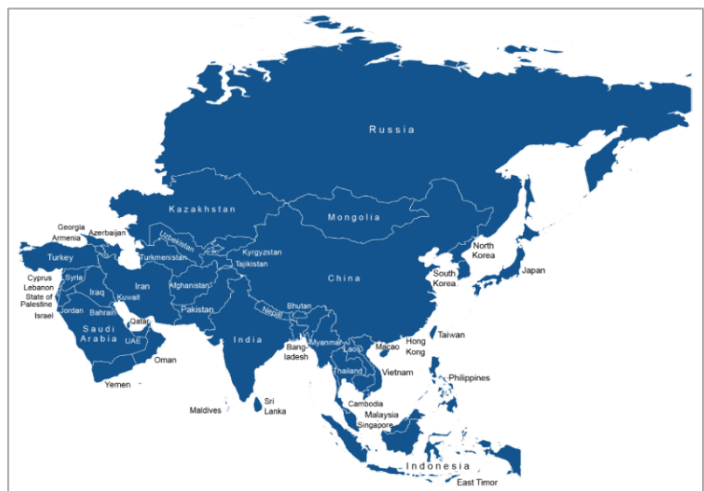 Russia
Kazakhstan
Mongolia
Georgia
Armenia
Azerbaijan
Uzbekistan
Kyrgyzstan
Turkey
Turkmenistan
Tajikistan
China
North
Korea
South
Korea
Japan
Cyprus
Lebanon
State of
Palestine
Israel
Syria
Iraq
Iran
Afghanistan
Kuwait
Jordan
Bahrain
Pakistan
Nepal
Bhutan
Qatar
Saudi
Arabia
UAE
India
Bang-
ladesh
Myanmar
Laos
Macao
Hong
Kong
Taiwan
Oman
Thailand
Vietnam
Philippines
Yemen
Maldives
Sri
Lanka
Cambodia
Malaysia
Singapore
Indonesia
East Timor